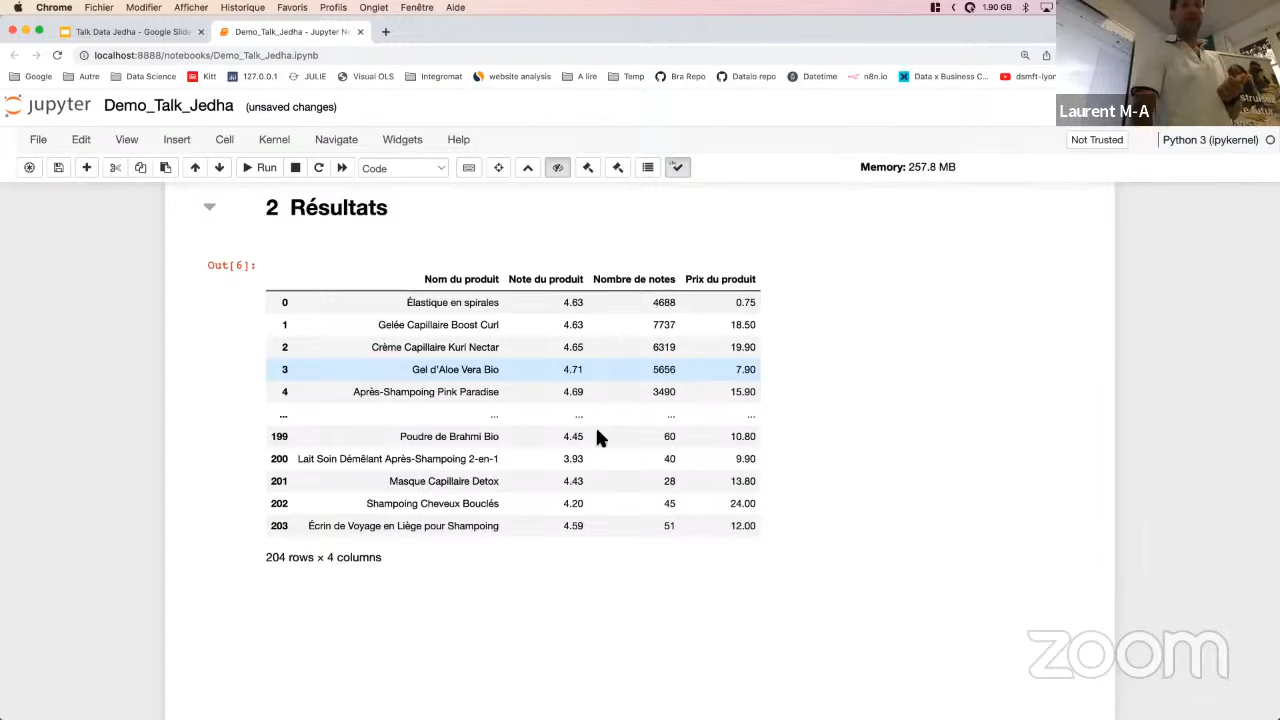 Chrome Fichier Modifier Afficher Historique Favoris Profils Onglet Fenêtre Aide 1.90 GB
Talk Data Jedha - Google Slide Demo_Talk_Jedha - Jupyter No
localhost:8888/notebooks/Demo_Talk_Jedha.ipynb
Google Autre Data Science Kitt 127.0.0.1 JULIE Visual OLS Integromat website analysis A lire Temp Bra Repo Dataio repo Datetime n8n.io Data x Business C... dsmft-lyon
jupyter Demo_Talk_Jedha (unsaved changes)
Laurent M-A
File Edit View Insert Cell Kernel Navigate Widgets Help Not Trusted Python 3 (ipykernel)
Run Code Memory: 257.8 MB
2 Résultats
Out[6]:
Nom du produit Note du produit Nombre de notes Prix du produit
0 Élastique en spirales 4.63 4688 0.75
1 Gelée Capillaire Boost Curl 4.63 7737 18.50
2 Crème Capillaire Kurl Nectar 4.65 6319 19.90
3 Gel d'Aloe Vera Bio 4.71 5656 7.90
4 Après-Shampoing Pink Paradise 4.69 3490 15.90
... ... ... ... ...
199 Poudre de Brahmi Bio 4.45 60 10.80
200 Lait Soin Démêlant Après-Shampoing 2-en-1 3.93 40 9.90
201 Masque Capillaire Detox 4.43 28 13.80
202 Shampoing Cheveux Bouclés 4.20 45 24.00
203 Écrin de Voyage en Liège pour Shampoing 4.59 51 12.00
204 rows × 4 columns
zoom